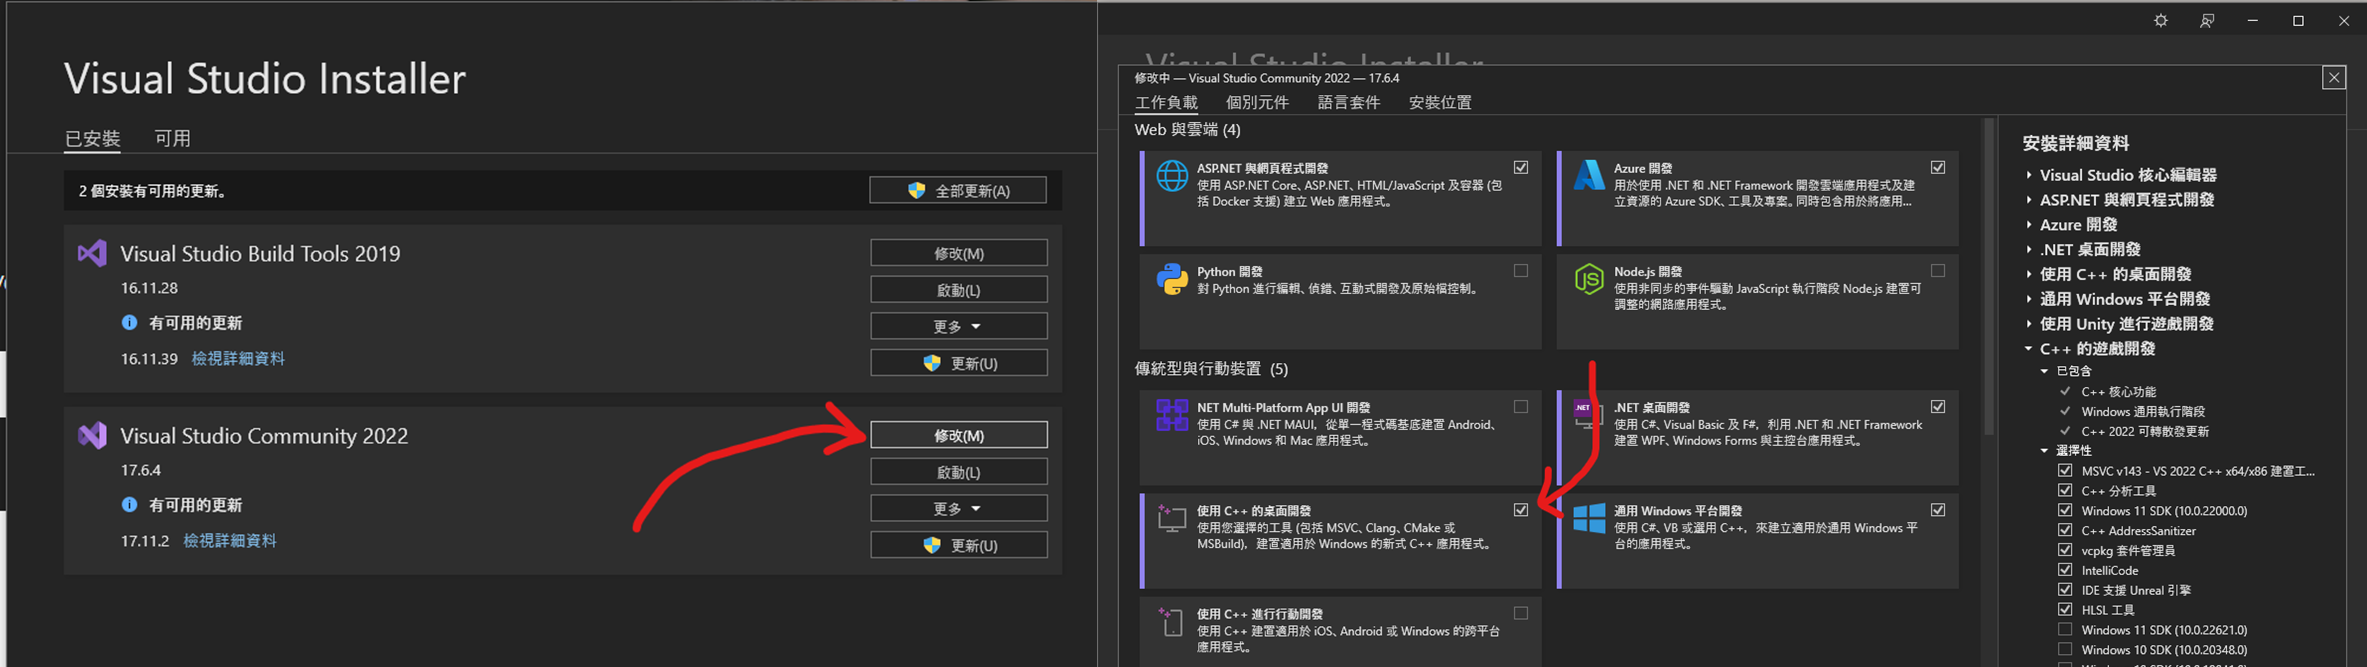 Visual Studio Installer
已安裝
可用
2 個安裝有可用的更新。
全部更新(A)
Visual Studio Build Tools 2019
16.11.28
有可用的更新
16.11.39 檢視詳細資料
修改(M)
啟動(L)
更多
更新(U)
Visual Studio Community 2022
17.6.4
有可用的更新
17.11.2 檢視詳細資料
修改(M)
啟動(L)
更多
更新(U)
Visual Studio Installer
修改中 — Visual Studio Community 2022 — 17.6.4
工作負載
個別元件
語言套件
安裝位置
Web 與雲端 (4)
ASP.NET 與網頁程式開發
使用 ASP.NET Core、ASP.NET、HTML/JavaScript 及容器 (包
括 Docker 支援) 建立 Web 應用程式。
Azure 開發
用於使用 .NET 和 .NET Framework 開發雲端應用程式及建
立資源的 Azure SDK、工具及專案。同時包含用於將應用...
Python 開發
對 Python 進行編輯、偵錯、互動式開發及原始檔控制。
Node.js 開發
使用非同步的事件驅動 JavaScript 執行階段 Node.js 建置可
調整的網路應用程式。
傳統型與行動裝置 (5)
NET Multi-Platform App UI 開發
使用 C# 與 .NET MAUI，從單一程式碼基底建置 Android、
iOS、Windows 和 Mac 應用程式。
.NET
.NET 桌面開發
使用 C#、Visual Basic 及 F#，利用 .NET 和 .NET Framework
建置 WPF、Windows Forms 與主控台應用程式。
使用 C++ 的桌面開發
使用您選擇的工具 (包括 MSVC、Clang、CMake 或
MSBuild)，建置適用於 Windows 的新式 C++ 應用程式。
通用 Windows 平台開發
使用 C#、VB 或選用 C++，來建立適用於通用 Windows 平
台的應用程式。
使用 C++ 進行行動開發
使用 C++ 建置適用於 iOS、Android 或 Windows 的跨平台
應用程式。
安裝詳細資料
Visual Studio 核心編輯器
ASP.NET 與網頁程式開發
Azure 開發
.NET 桌面開發
使用 C++ 的桌面開發
通用 Windows 平台開發
使用 Unity 進行遊戲開發
C++ 的遊戲開發
已包含
C++ 核心功能
Windows 通用執行階段
C++ 2022 可轉散發更新
選擇性
MSVC v143 - VS 2022 C++ x64/x86 建置工...
C++ 分析工具
Windows 11 SDK (10.0.22000.0)
C++ AddressSanitizer
vcpkg 套件管理員
IntelliCode
IDE 支援 Unreal 引擎
HLSL 工具
Windows 11 SDK (10.0.22621.0)
Windows 10 SDK (10.0.20348.0)